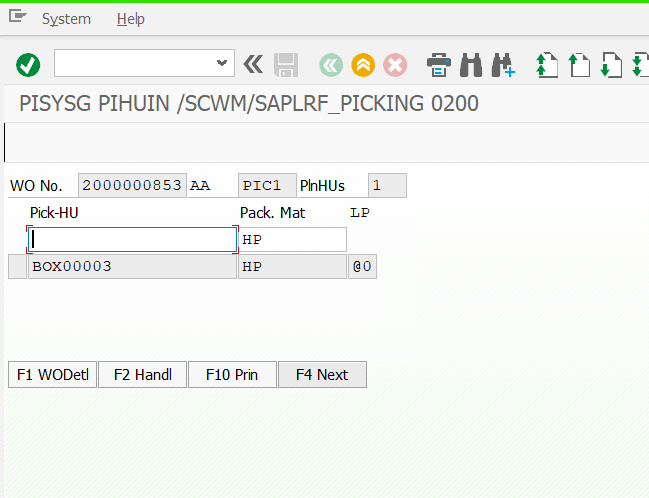 System Help
PISYSG PIHUIN /SCWM/SAPLRF_PICKING 0200
WO No. 2000000853 AA PIC1 PlnHUs 1
Pick-HU Pack. Mat LP
HP
BOX00003 HP @0
F1 WODetl F2 Handl F10 Prin F4 Next